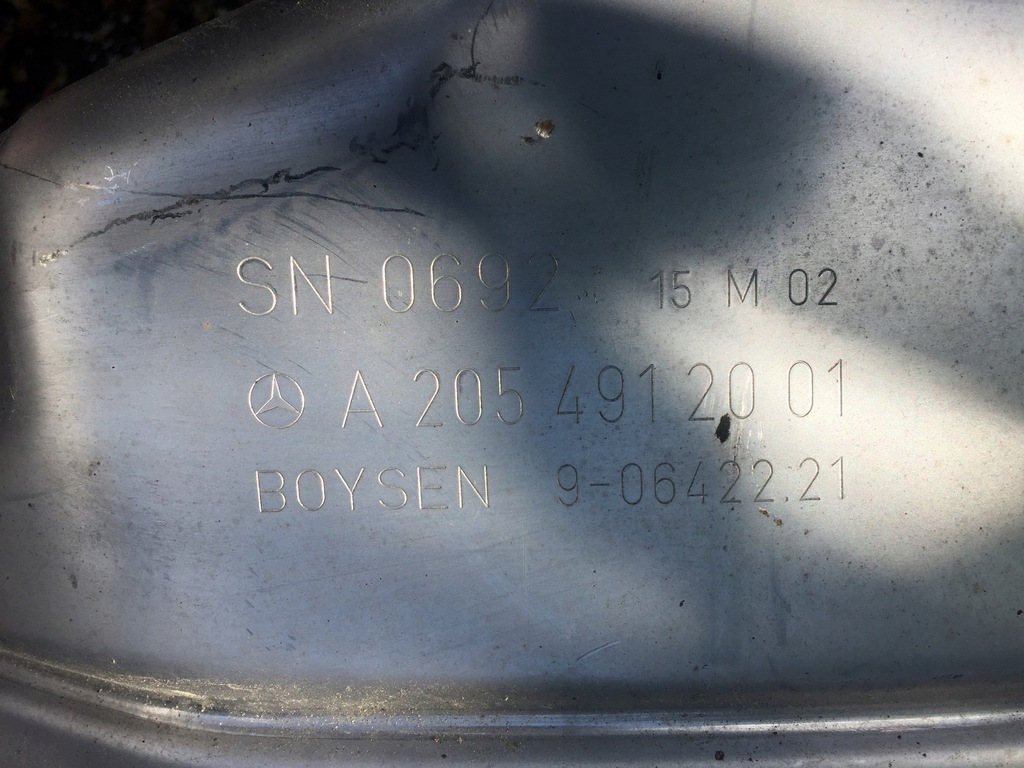 SN 0692 15 M 02
A 205 491 20 01
BOYSEN 9-06422.21